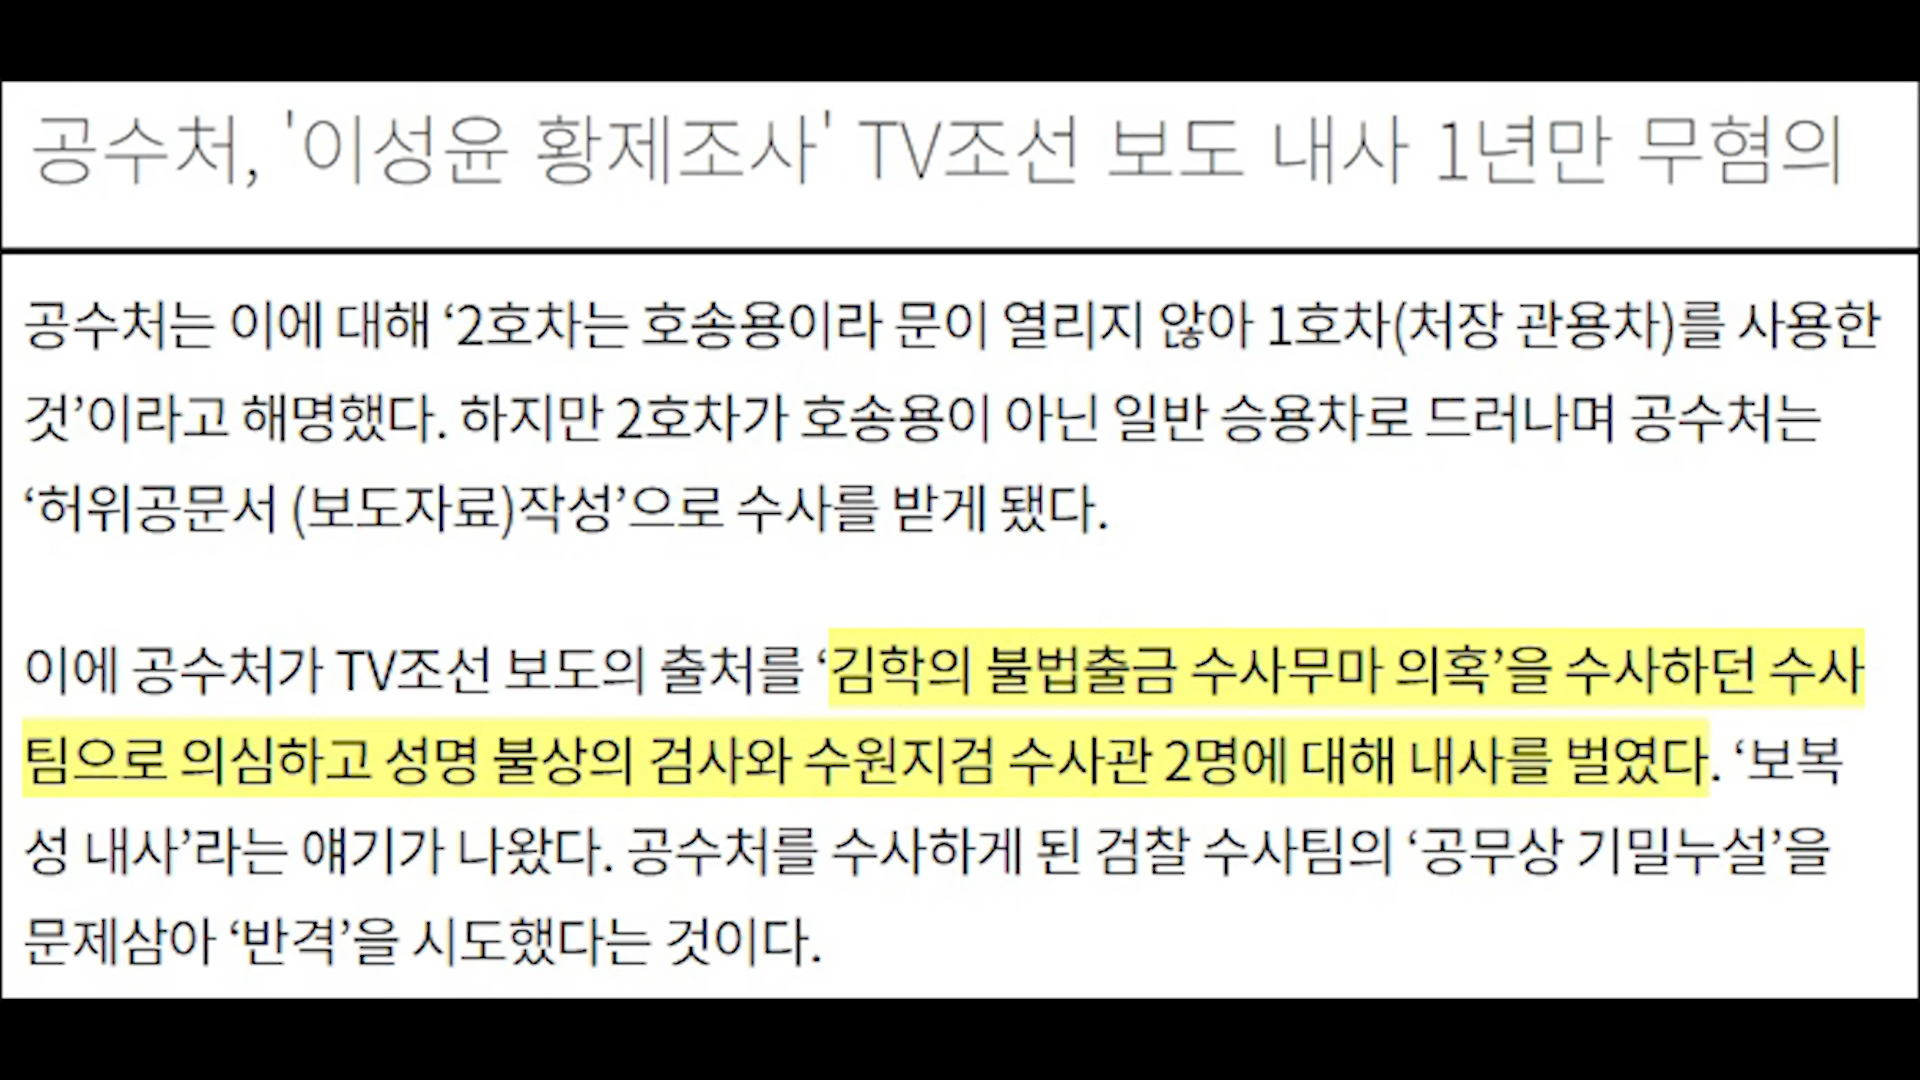 공수처, '이성윤 황제조사' TV조선 보도 내사 1년만 무혐의
공수처는 이에 대해 ‘2호차는 호송용이라 문이 열리지 않아 1호차(처장 관용차)를 사용한
것’이라고 해명했다. 하지만 2호차가 호송용이 아닌 일반 승용차로 드러나며 공수처는
‘허위공문서 (보도자료)작성’으로 수사를 받게 됐다.
이에 공수처가 TV조선 보도의 출처를 ‘김학의 불법출금 수사무마 의혹’을 수사하던 수사
팀으로 의심하고 성명 불상의 검사와 수원지검 수사관 2명에 대해 내사를 벌였다. ‘보복
성 내사’라는 얘기가 나왔다. 공수처를 수사하게 된 검찰 수사팀의 ‘공무상 기밀누설’을
문제삼아 ‘반격’을 시도했다는 것이다.